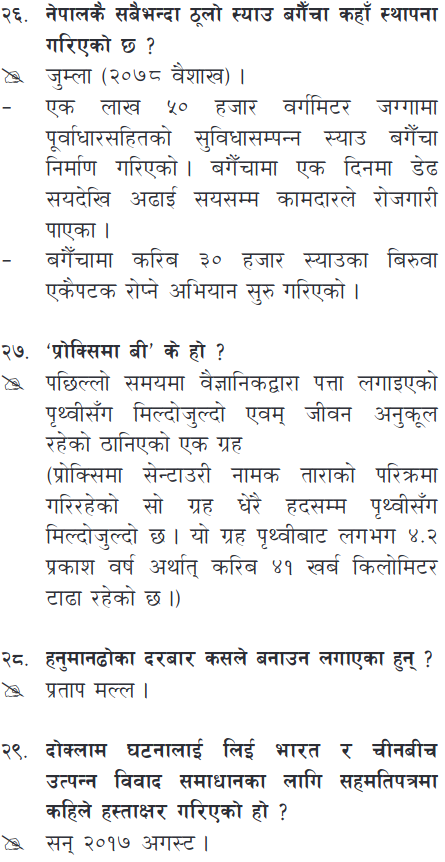 २६. नेपालकै सबैभन्दा ठूलो स्याउ बगैँचा कहाँ स्थापना
गरिएको छ ?
जुम्ला (२०७८ वैशाख) ।
– एक लाख ५० हजार वर्गमिटर जग्गामा
पूर्वाधारसहितको सुविधासम्पन्न स्याउ बगैँचा
निर्माण गरिएको । बगैँचामा एक दिनमा डेढ
सयदेखि अढाई सयसम्म कामदारले रोजगारी
पाएका ।
– बगैँचामा करिब ३० हजार स्याउका बिरुवा
एकैपटक रोप्ने अभियान सुरु गरिएको ।
२७. ‘प्रोक्सिमा बी’ के हो ?
पछिल्लो समयमा वैज्ञानिकद्वारा पत्ता लगाइएको
पृथ्वीसँग मिल्दोजुल्दो एवम् जीवन अनुकूल
रहेको ठानिएको एक ग्रह
(प्रोक्सिमा सेन्टाउरी नामक ताराको परिक्रमा
गरिरहेको सो ग्रह धेरै हदसम्म पृथ्वीसँग
मिल्दोजुल्दो छ । यो ग्रह पृथ्वीबाट लगभग ४.२
प्रकाश वर्ष अर्थात् करिब ४१ खर्ब किलोमिटर
टाढा रहेको छ ।)
२८. हनुमानढोका दरबार कसले बनाउन लगाएका हुन् ?
प्रताप मल्ल ।
२९. दोक्लाम घटनालाई लिई भारत र चीनबीच
उत्पन्न विवाद समाधानका लागि सहमतिपत्रमा
कहिले हस्ताक्षर गरिएको हो ?
सन् २०१७ अगस्ट ।